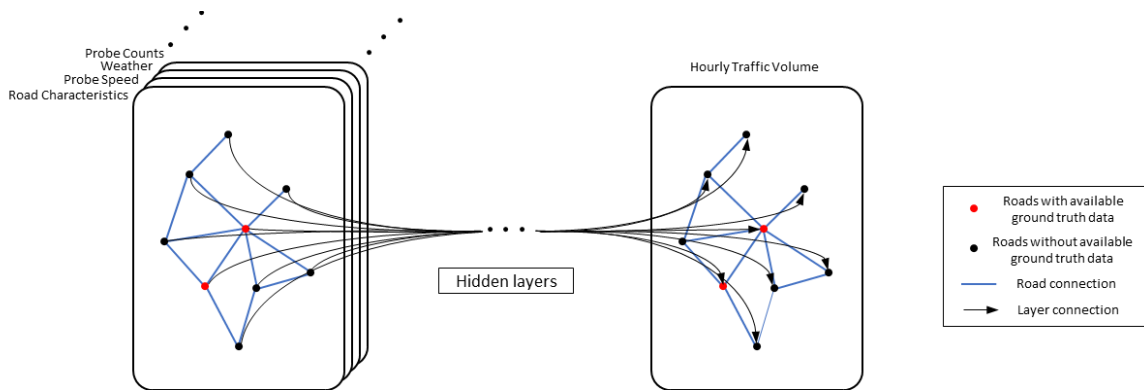 Probe Counts
Weather
Probe Speed
Road Characteristics
Hourly Traffic Volume
Hidden layers
Roads with available
ground truth data
Roads without available
ground truth data
Road connection
Layer connection